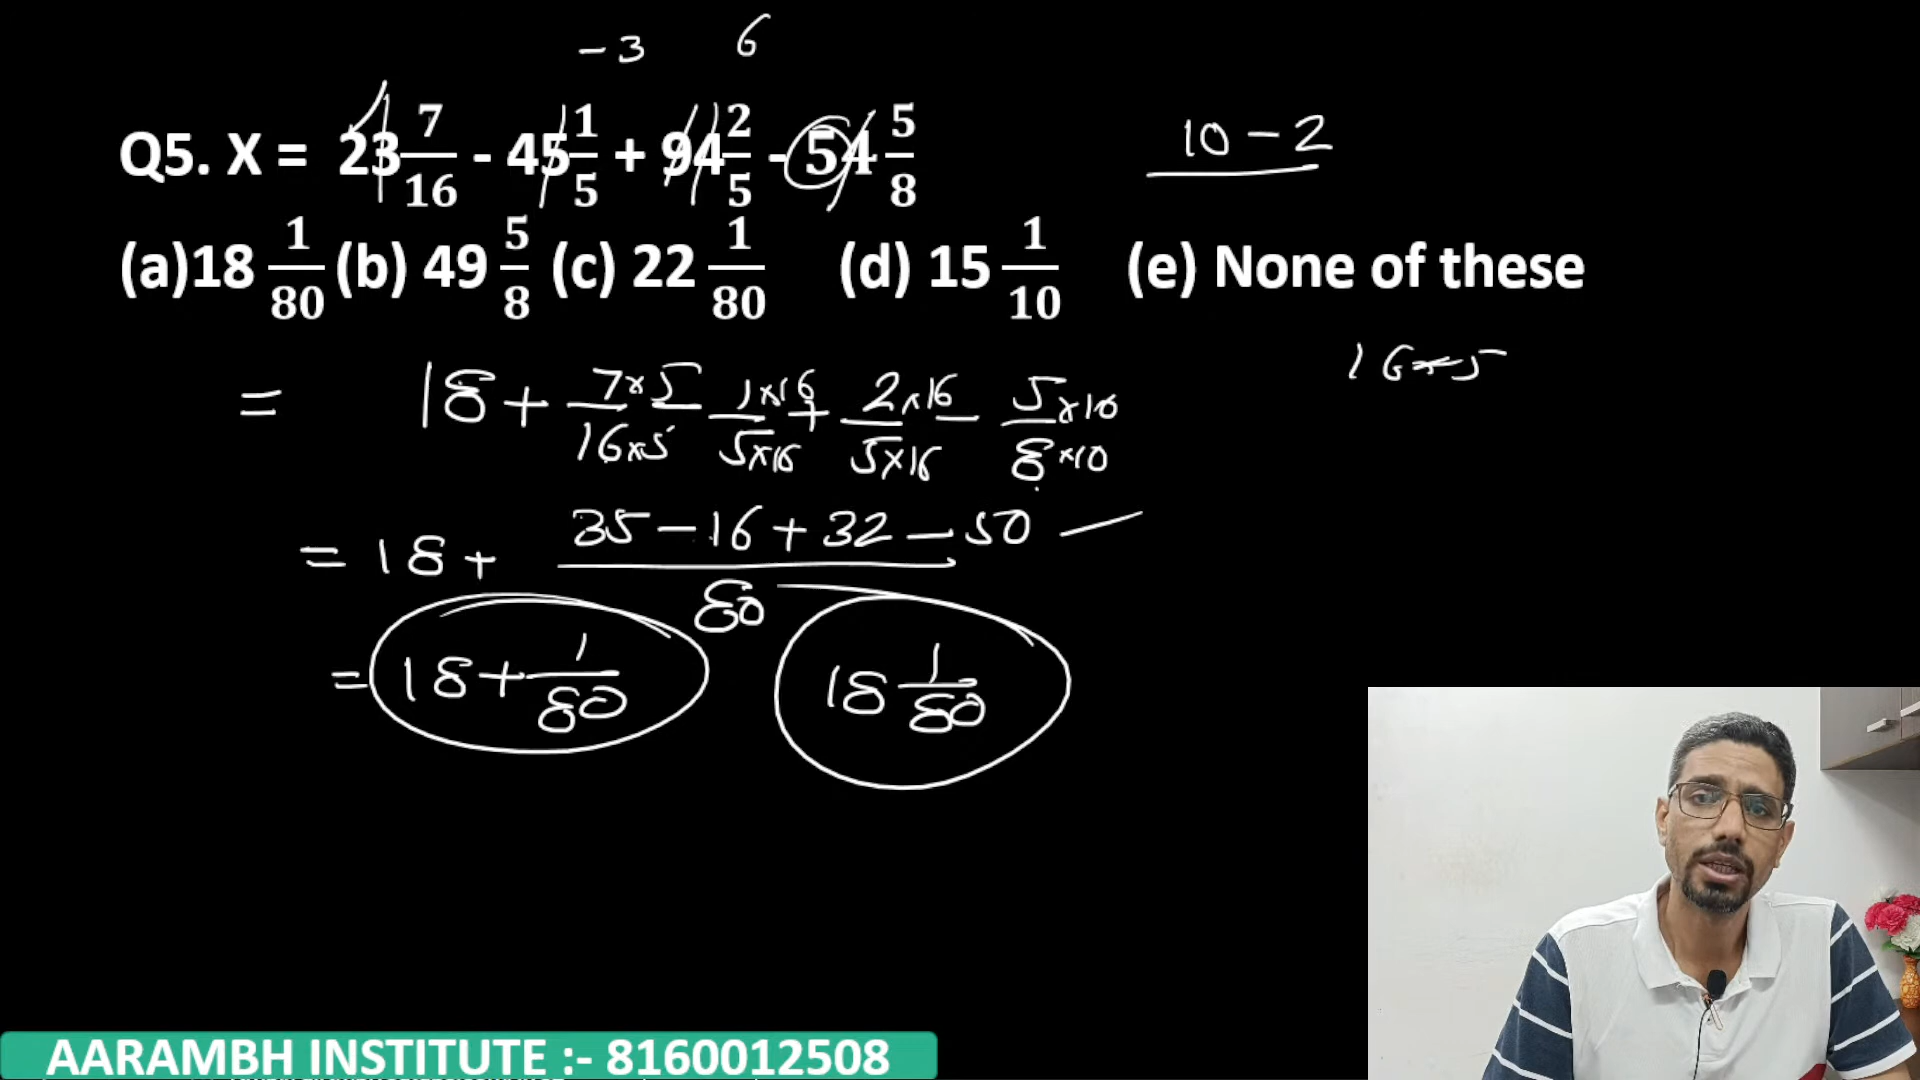 -3 6
Q5. X = 23 7/16 - 45 1/5 + 94 2/5 - 54 5/8
10 - 2
(a)18 1/80 (b) 49 5/8 (c) 22 1/80 (d) 15 1/10 (e) None of these
16×5
= 18 + 7×5/16×5 - 1×16/5×16 + 2×16/5×16 - 5×10/8×10
= 18 + 35 - 16 + 32 - 50/80
= 18 + 1/80 18 1/80
AARAMBH INSTITUTE :- 8160012508